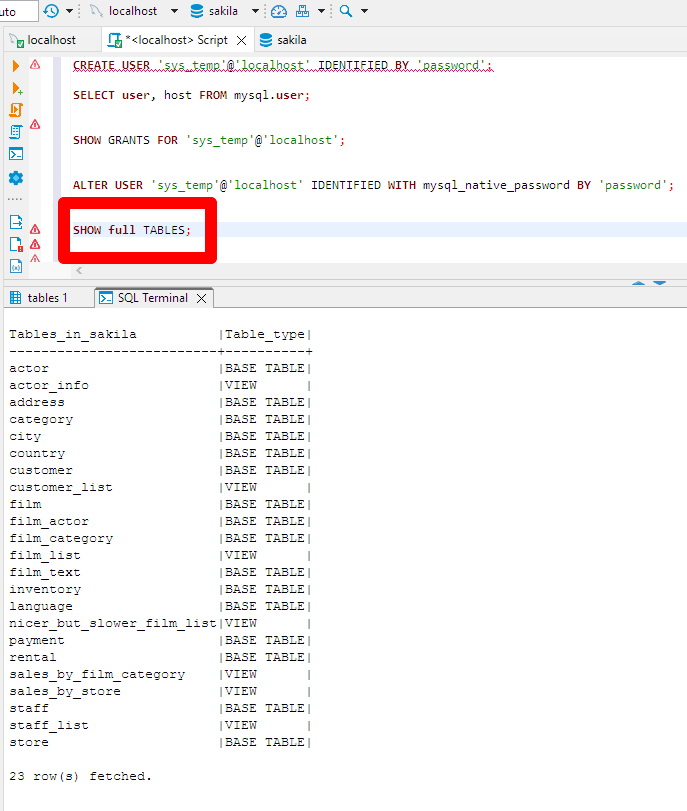 uto localhost sakila
localhost *<localhost> Script sakila
CREATE USER 'sys_temp'@'localhost' IDENTIFIED BY 'password';
SELECT user, host FROM mysql.user;
SHOW GRANTS FOR 'sys_temp'@'localhost';
ALTER USER 'sys_temp'@'localhost' IDENTIFIED WITH mysql_native_password BY 'password';
SHOW full TABLES;
tables 1 SQL Terminal
Tables_in_sakila          |Table_type|
--------------------------+----------+
actor                     |BASE TABLE|
actor_info                |VIEW      |
address                   |BASE TABLE|
category                  |BASE TABLE|
city                      |BASE TABLE|
country                   |BASE TABLE|
customer                  |BASE TABLE|
customer_list             |VIEW      |
film                      |BASE TABLE|
film_actor                |BASE TABLE|
film_category             |BASE TABLE|
film_list                 |VIEW      |
film_text                 |BASE TABLE|
inventory                 |BASE TABLE|
language                  |BASE TABLE|
nicer_but_slower_film_list|VIEW      |
payment                   |BASE TABLE|
rental                    |BASE TABLE|
sales_by_film_category    |VIEW      |
sales_by_store            |VIEW      |
staff                     |BASE TABLE|
staff_list                |VIEW      |
store                     |BASE TABLE|
23 row(s) fetched.